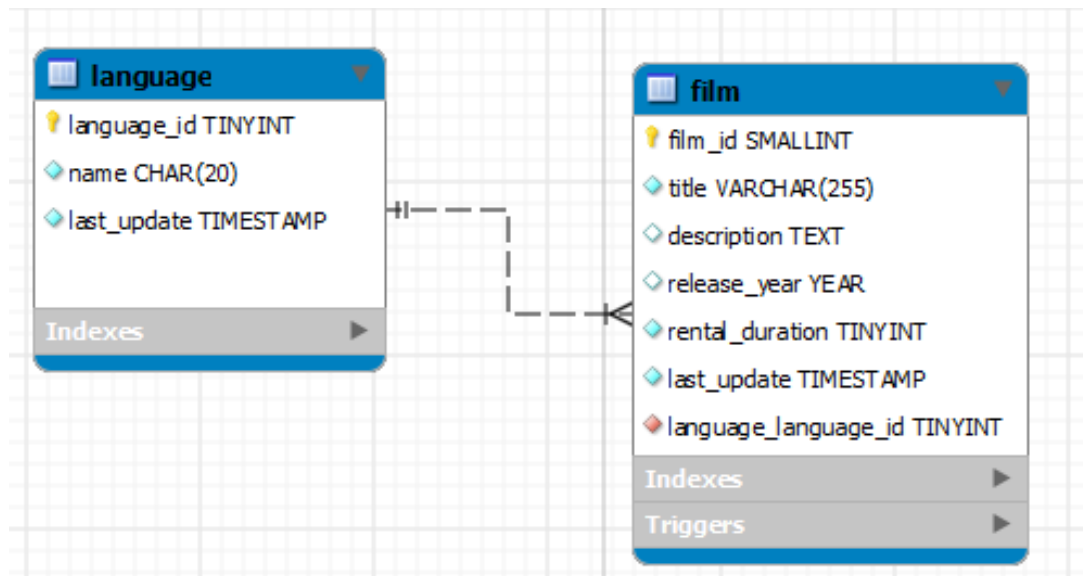 language
language_id TINYINT
name CHAR(20)
last_update TIMESTAMP
Indexes
film
film_id SMALLINT
title VARCHAR(255)
description TEXT
release_year YEAR
rental_duration TINYINT
last_update TIMESTAMP
language_language_id TINYINT
Indexes
Triggers